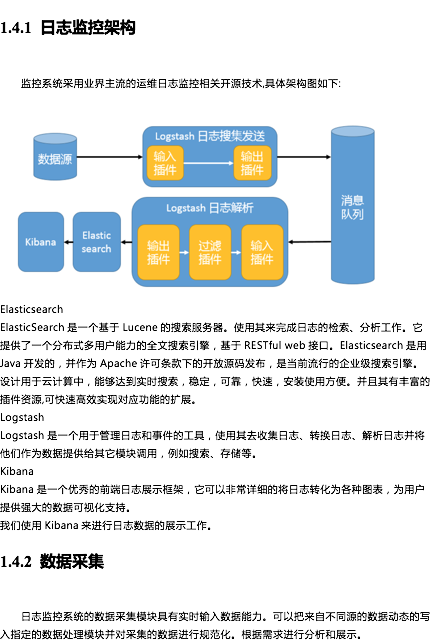 1.4.1 日志监控架构
监控系统采用业界主流的运维日志监控相关开源技术,具体架构图如下:
Logstash 日志搜集发送
数据源
输入
插件
输出
插件
消息
队列
Logstash 日志解析
Kibana
Elastic
search
输出
插件
过滤
插件
输入
插件
Elasticsearch
ElasticSearch 是一个基于 Lucene 的搜索服务器。使用其来完成日志的检索、分析工作。它
提供了一个分布式多用户能力的全文搜索引擎，基于 RESTful web 接口。Elasticsearch 是用
Java 开发的，并作为 Apache 许可条款下的开放源码发布，是当前流行的企业级搜索引擎。
设计用于云计算中，能够达到实时搜索，稳定，可靠，快速，安装使用方便。并且其有丰富的
插件资源,可快速高效实现对应功能的扩展。
Logstash
Logstash 是一个用于管理日志和事件的工具，使用其去收集日志、转换日志、解析日志并将
他们作为数据提供给其它模块调用，例如搜索、存储等。
Kibana
Kibana 是一个优秀的前端日志展示框架，它可以非常详细的将日志转化为各种图表，为用户
提供强大的数据可视化支持。
我们使用 Kibana 来进行日志数据的展示工作。
1.4.2 数据采集
日志监控系统的数据采集模块具有实时输入数据能力。可以把来自不同源的数据动态的写
入指定的数据处理模块并对采集的数据进行规范化。根据需求进行分析和展示。